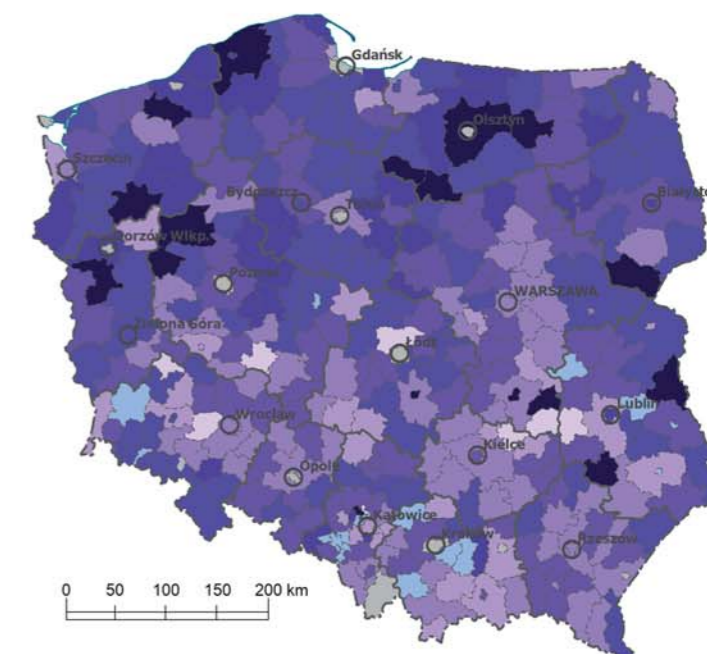 Gdańsk
Olsztyn
Szczecin
Białysto
Bydgoszcz
Toruń
Gorzów Wlkp.
Poznań
WARSZAWA
Zielona Góra
Łódź
Lublin
Wrocław
Kielce
Opole
Katowice
Kraków
Rzeszów
0 50 100 150 200 km